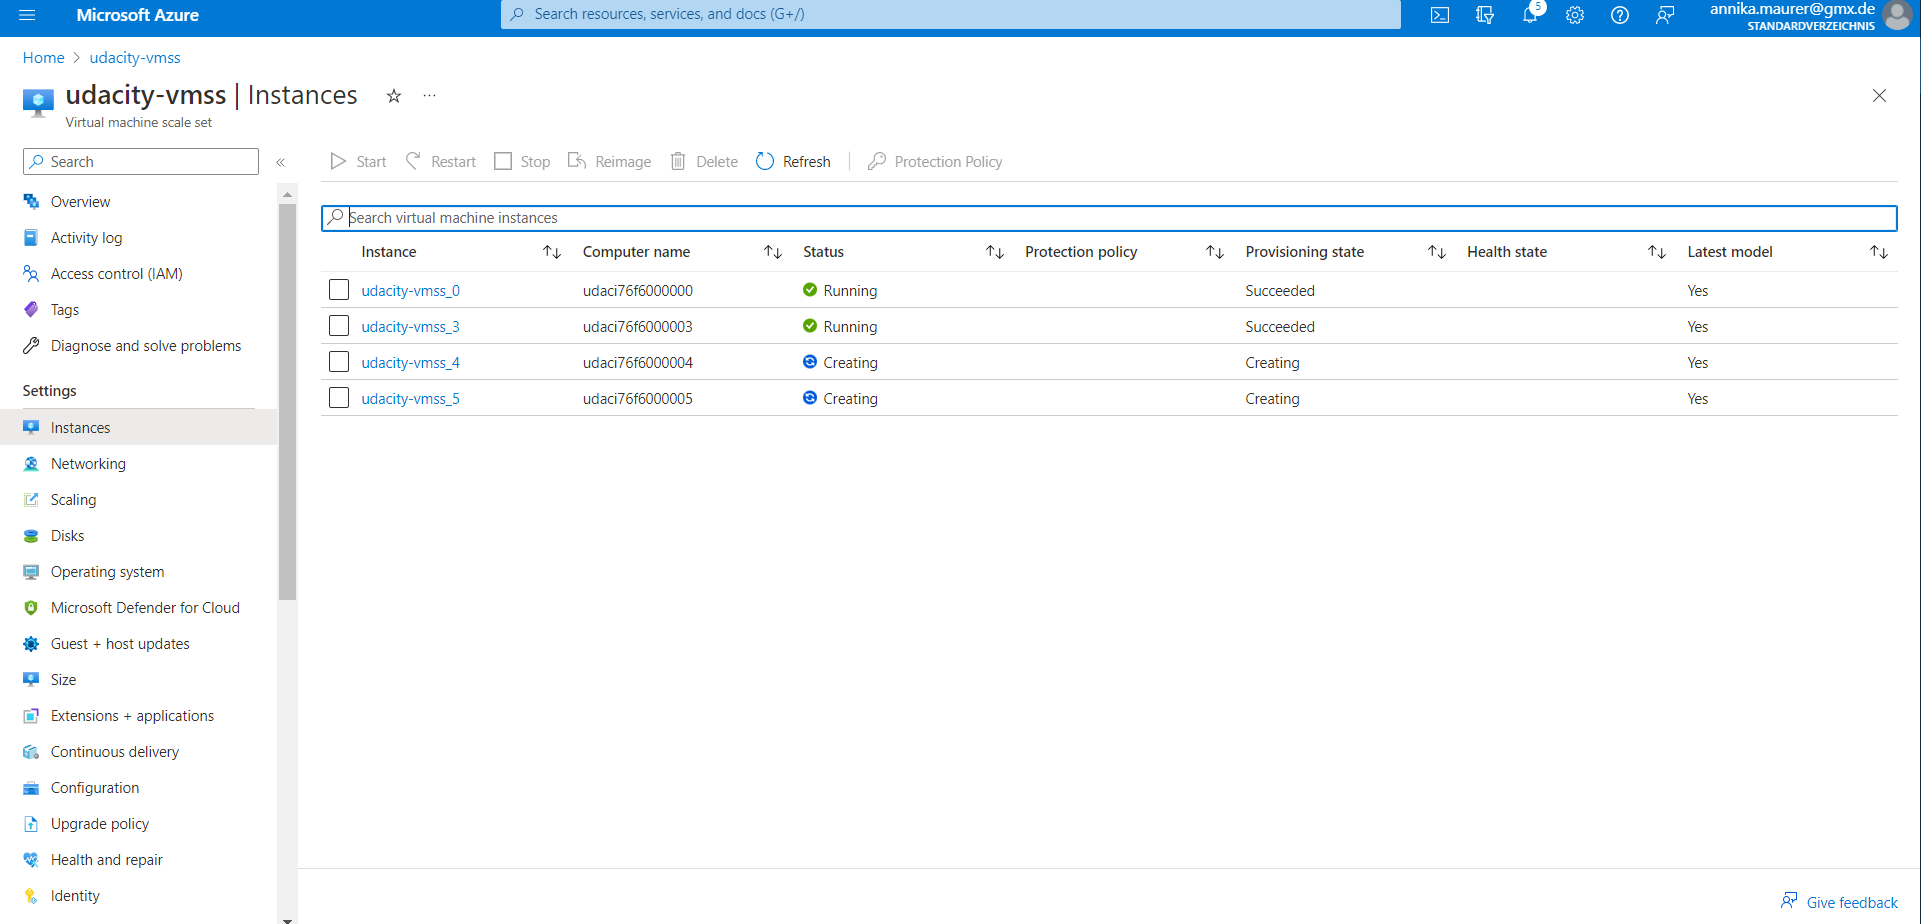 Microsoft Azure
Search resources, services, and docs (G+/)
5
annika.maurer@gmx.de
STANDARDVERZEICHNIS
Home > udacity-vmss
udacity-vmss | Instances ☆ ...
Virtual machine scale set
Search «
Start Restart Stop Reimage Delete Refresh Protection Policy
Search virtual machine instances
Instance ↑↓ Computer name ↑↓ Status ↑↓ Protection policy ↑↓ Provisioning state ↑↓ Health state ↑↓ Latest model ↑↓
udacity-vmss_0 udaci76f6000000 Running Succeeded Yes
udacity-vmss_3 udaci76f6000003 Running Succeeded Yes
udacity-vmss_4 udaci76f6000004 Creating Creating Yes
udacity-vmss_5 udaci76f6000005 Creating Creating Yes
Overview
Activity log
Access control (IAM)
Tags
Diagnose and solve problems
Settings
Instances
Networking
Scaling
Disks
Operating system
Microsoft Defender for Cloud
Guest + host updates
Size
Extensions + applications
Continuous delivery
Configuration
Upgrade policy
Health and repair
Identity
Give feedback